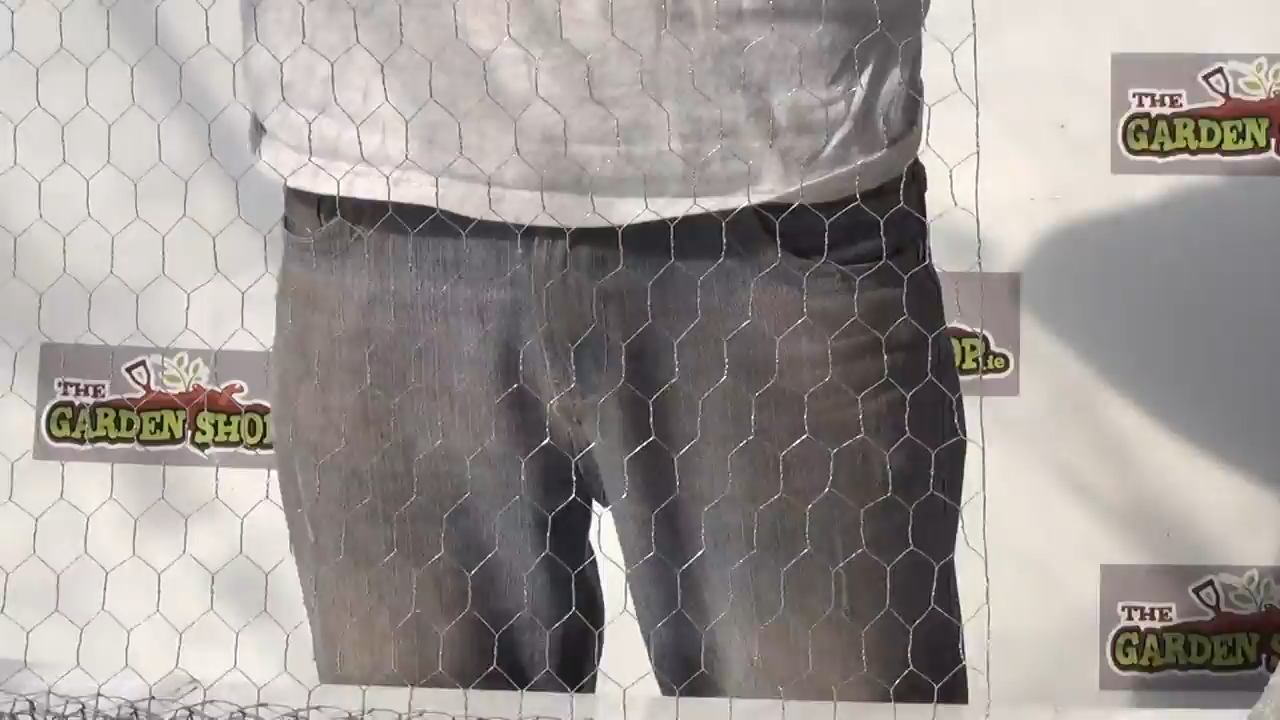 THE
GARDEN
THE
GARDEN SHO
OP.ie
THE
GARDEN S